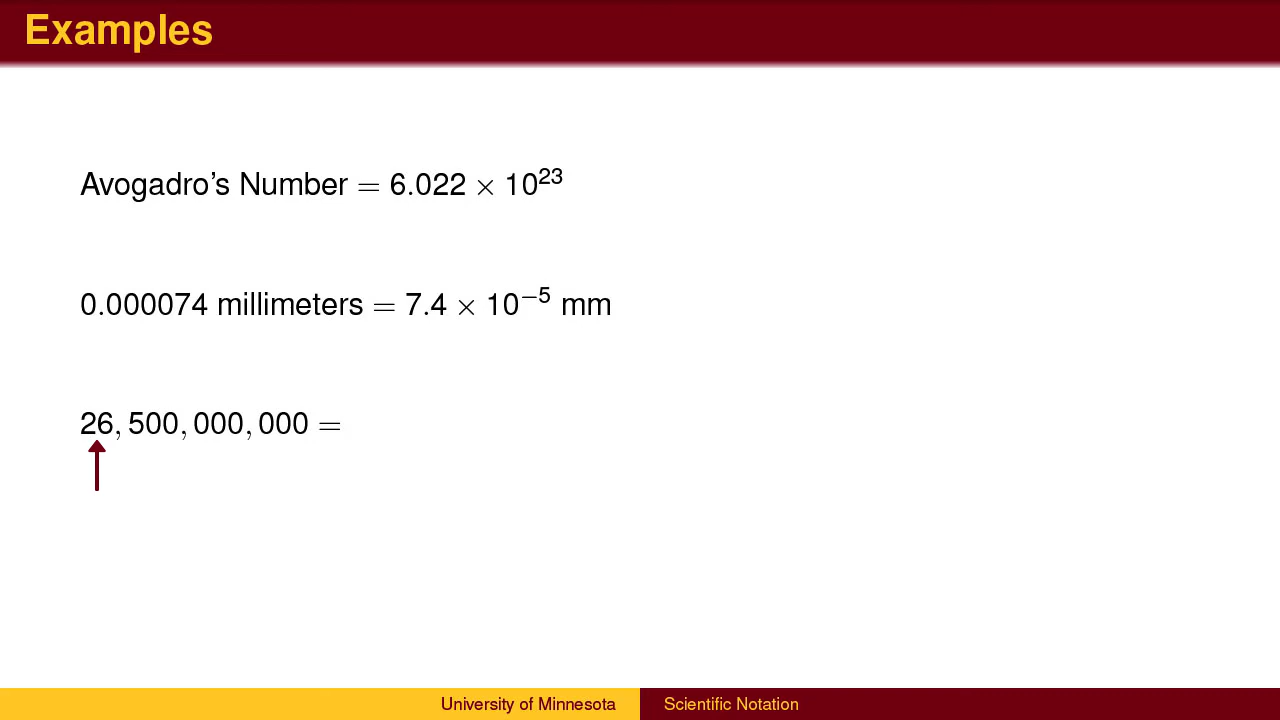 Examples
Avogadro's Number = 6.022 × 10²³
0.000074 millimeters = 7.4 × 10⁻⁵ mm
26, 500, 000, 000 =
University of Minnesota
Scientific Notation